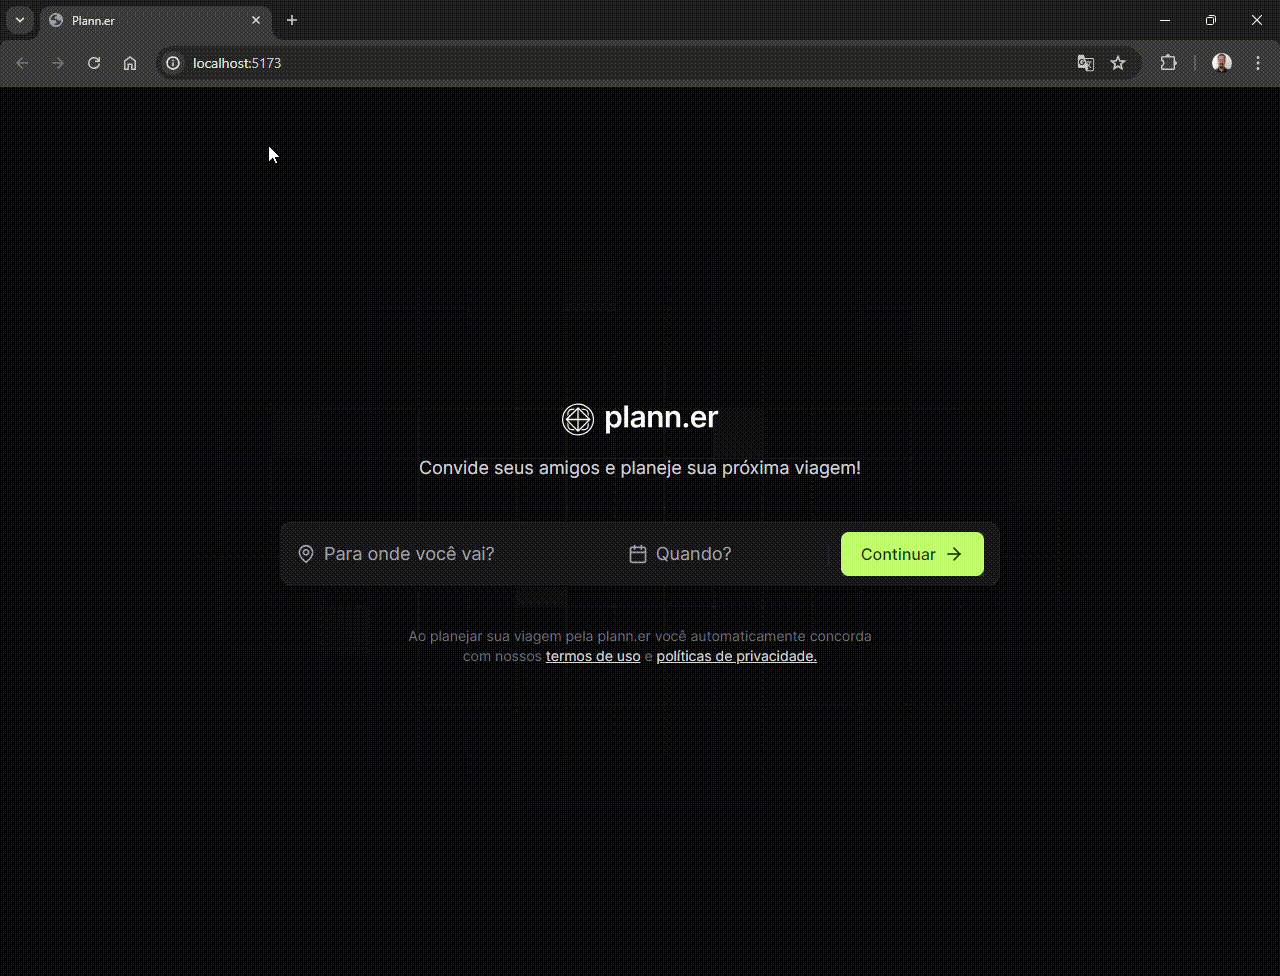 Plann.er
localhost:5173
plann.er
Convide seus amigos e planeje sua próxima viagem!
Para onde você vai? Quando? Continuar
Ao planejar sua viagem pela plann.er você automaticamente concorda
com nossos termos de uso e políticas de privacidade.